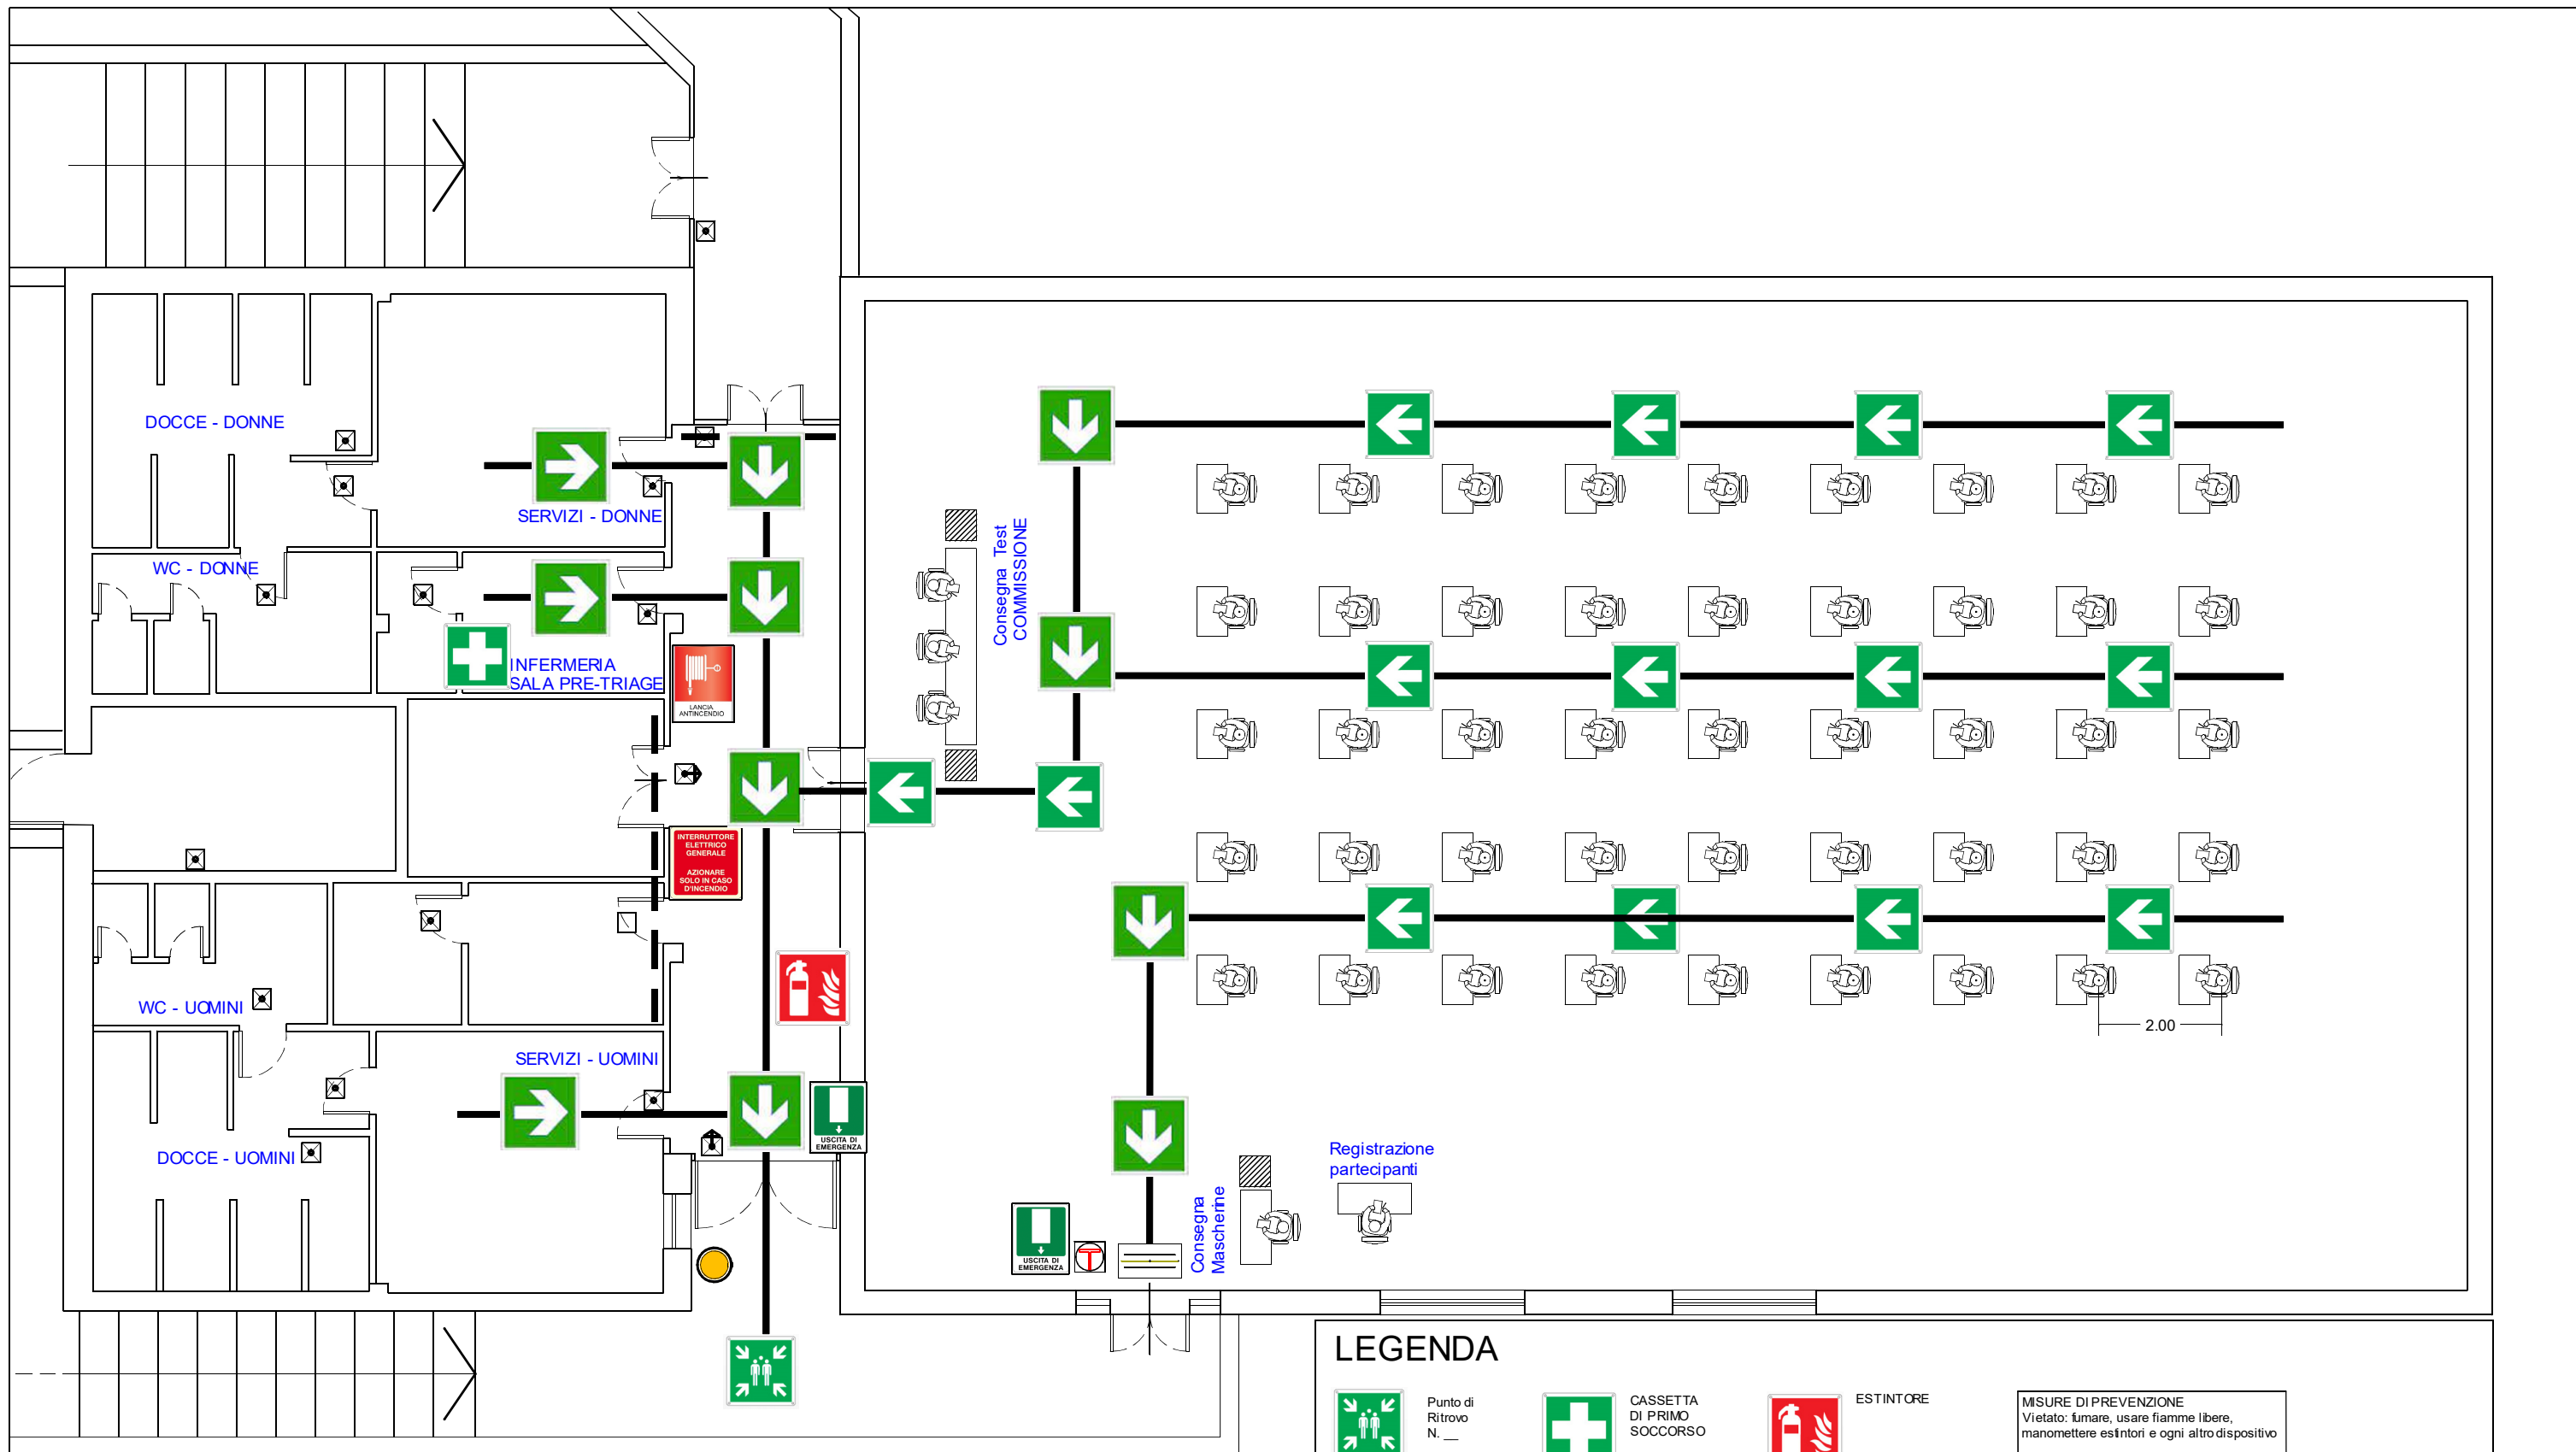 DOCCE - DONNE
SERVIZI - DONNE
WC - DONNE
INFERMERIA
SALA PRE-TRIAGE
LANCIA
ANTINCENDIO
INTERRUTTORE
ELETTRICO
GENERALE
AZIONARE
SOLO IN CASO
D'INCENDIO
WC - UOMINI
SERVIZI - UOMINI
DOCCE - UOMINI
USCITA DI
EMERGENZA
Consegna Test
COMMISSIONE
2.00
Registrazione
partecipanti
Consegna
Mascherine
USCITA DI
EMERGENZA
LEGENDA
Punto di
Ritrovo
N. __
CASSETTA
DI PRIMO
SOCCORSO
ESTINTORE
MISURE DI PREVENZIONE
Vietato: fumare, usare fiamme libere,
manomettere estintori e ogni altro dispositivo